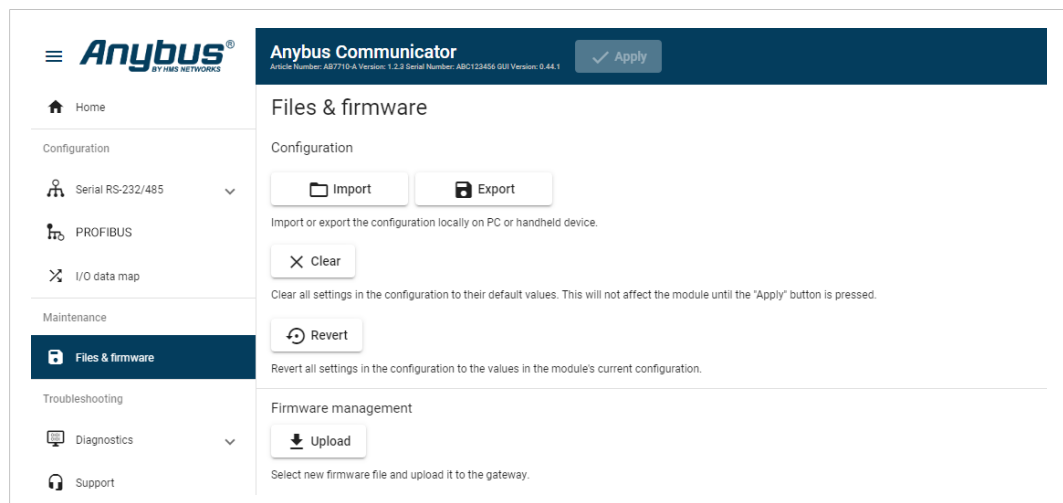 Anybus®
BY HMS NETWORKS
Home
Configuration
Serial RS-232/485
PROFIBUS
I/O data map
Maintenance
Files & firmware
Troubleshooting
Diagnostics
Support
Anybus Communicator
Article Number: AB7710-A Version: 1.2.3 Serial Number: ABC123456 GUI Version: 0.44.1
Apply
Files & firmware
Configuration
Import Export
Import or export the configuration locally on PC or handheld device.
Clear
Clear all settings in the configuration to their default values. This will not affect the module until the "Apply" button is pressed.
Revert
Revert all settings in the configuration to the values in the module's current configuration.
Firmware management
Upload
Select new firmware file and upload it to the gateway.